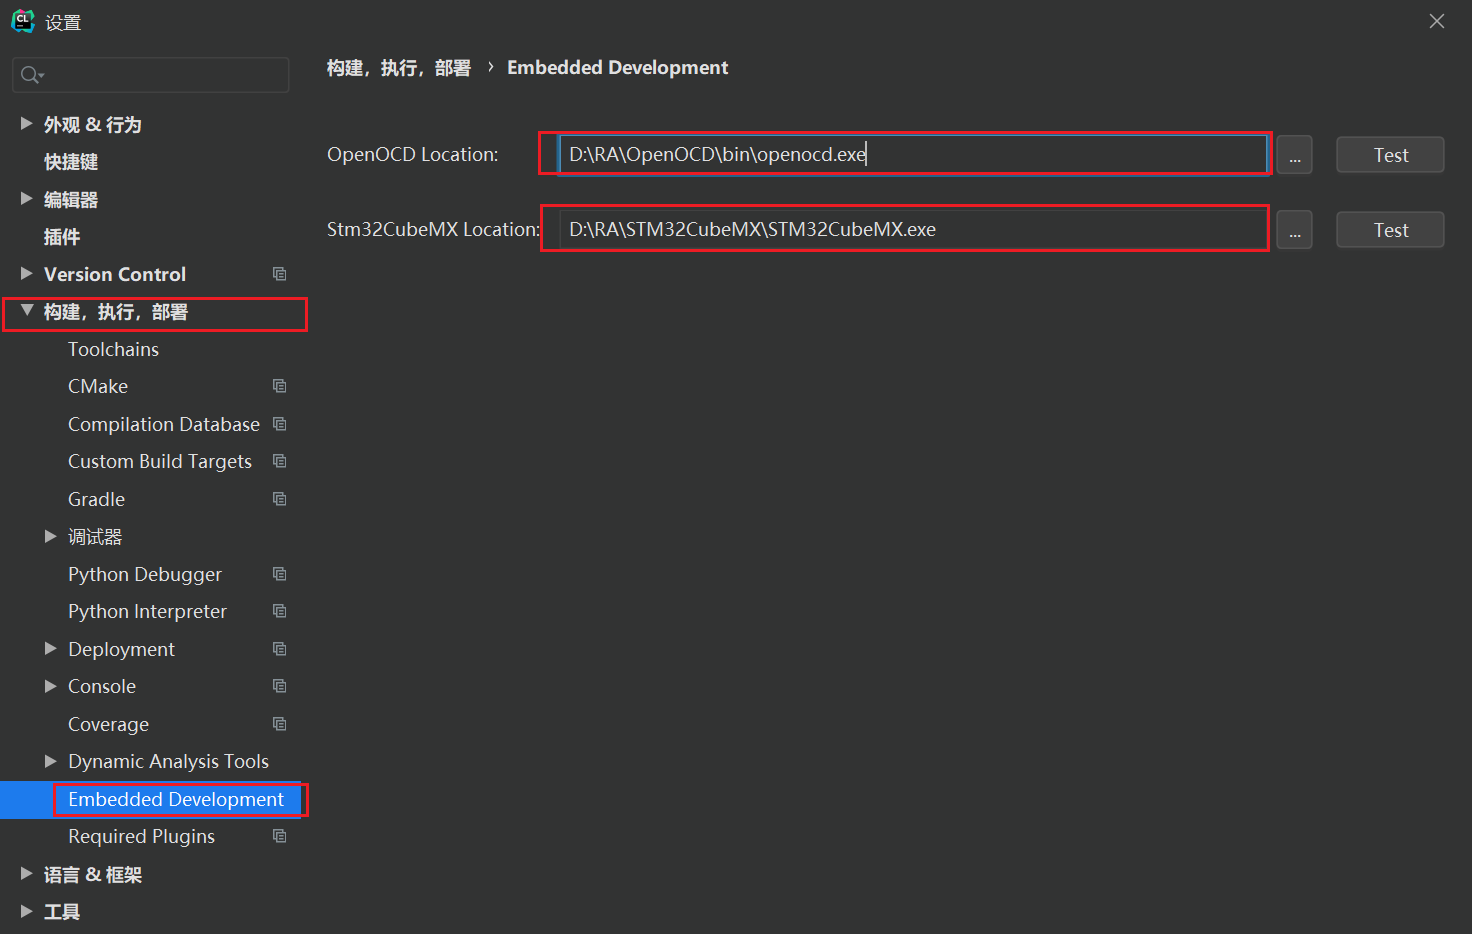 CL
设置
构建，执行，部署 › Embedded Development
外观 & 行为
快捷键
编辑器
插件
Version Control
构建，执行，部署
Toolchains
CMake
Compilation Database
Custom Build Targets
Gradle
调试器
Python Debugger
Python Interpreter
Deployment
Console
Coverage
Dynamic Analysis Tools
Embedded Development
Required Plugins
语言 & 框架
工具
OpenOCD Location: D:\RA\OpenOCD\bin\openocd.exe ... Test
Stm32CubeMX Location: D:\RA\STM32CubeMX\STM32CubeMX.exe ... Test